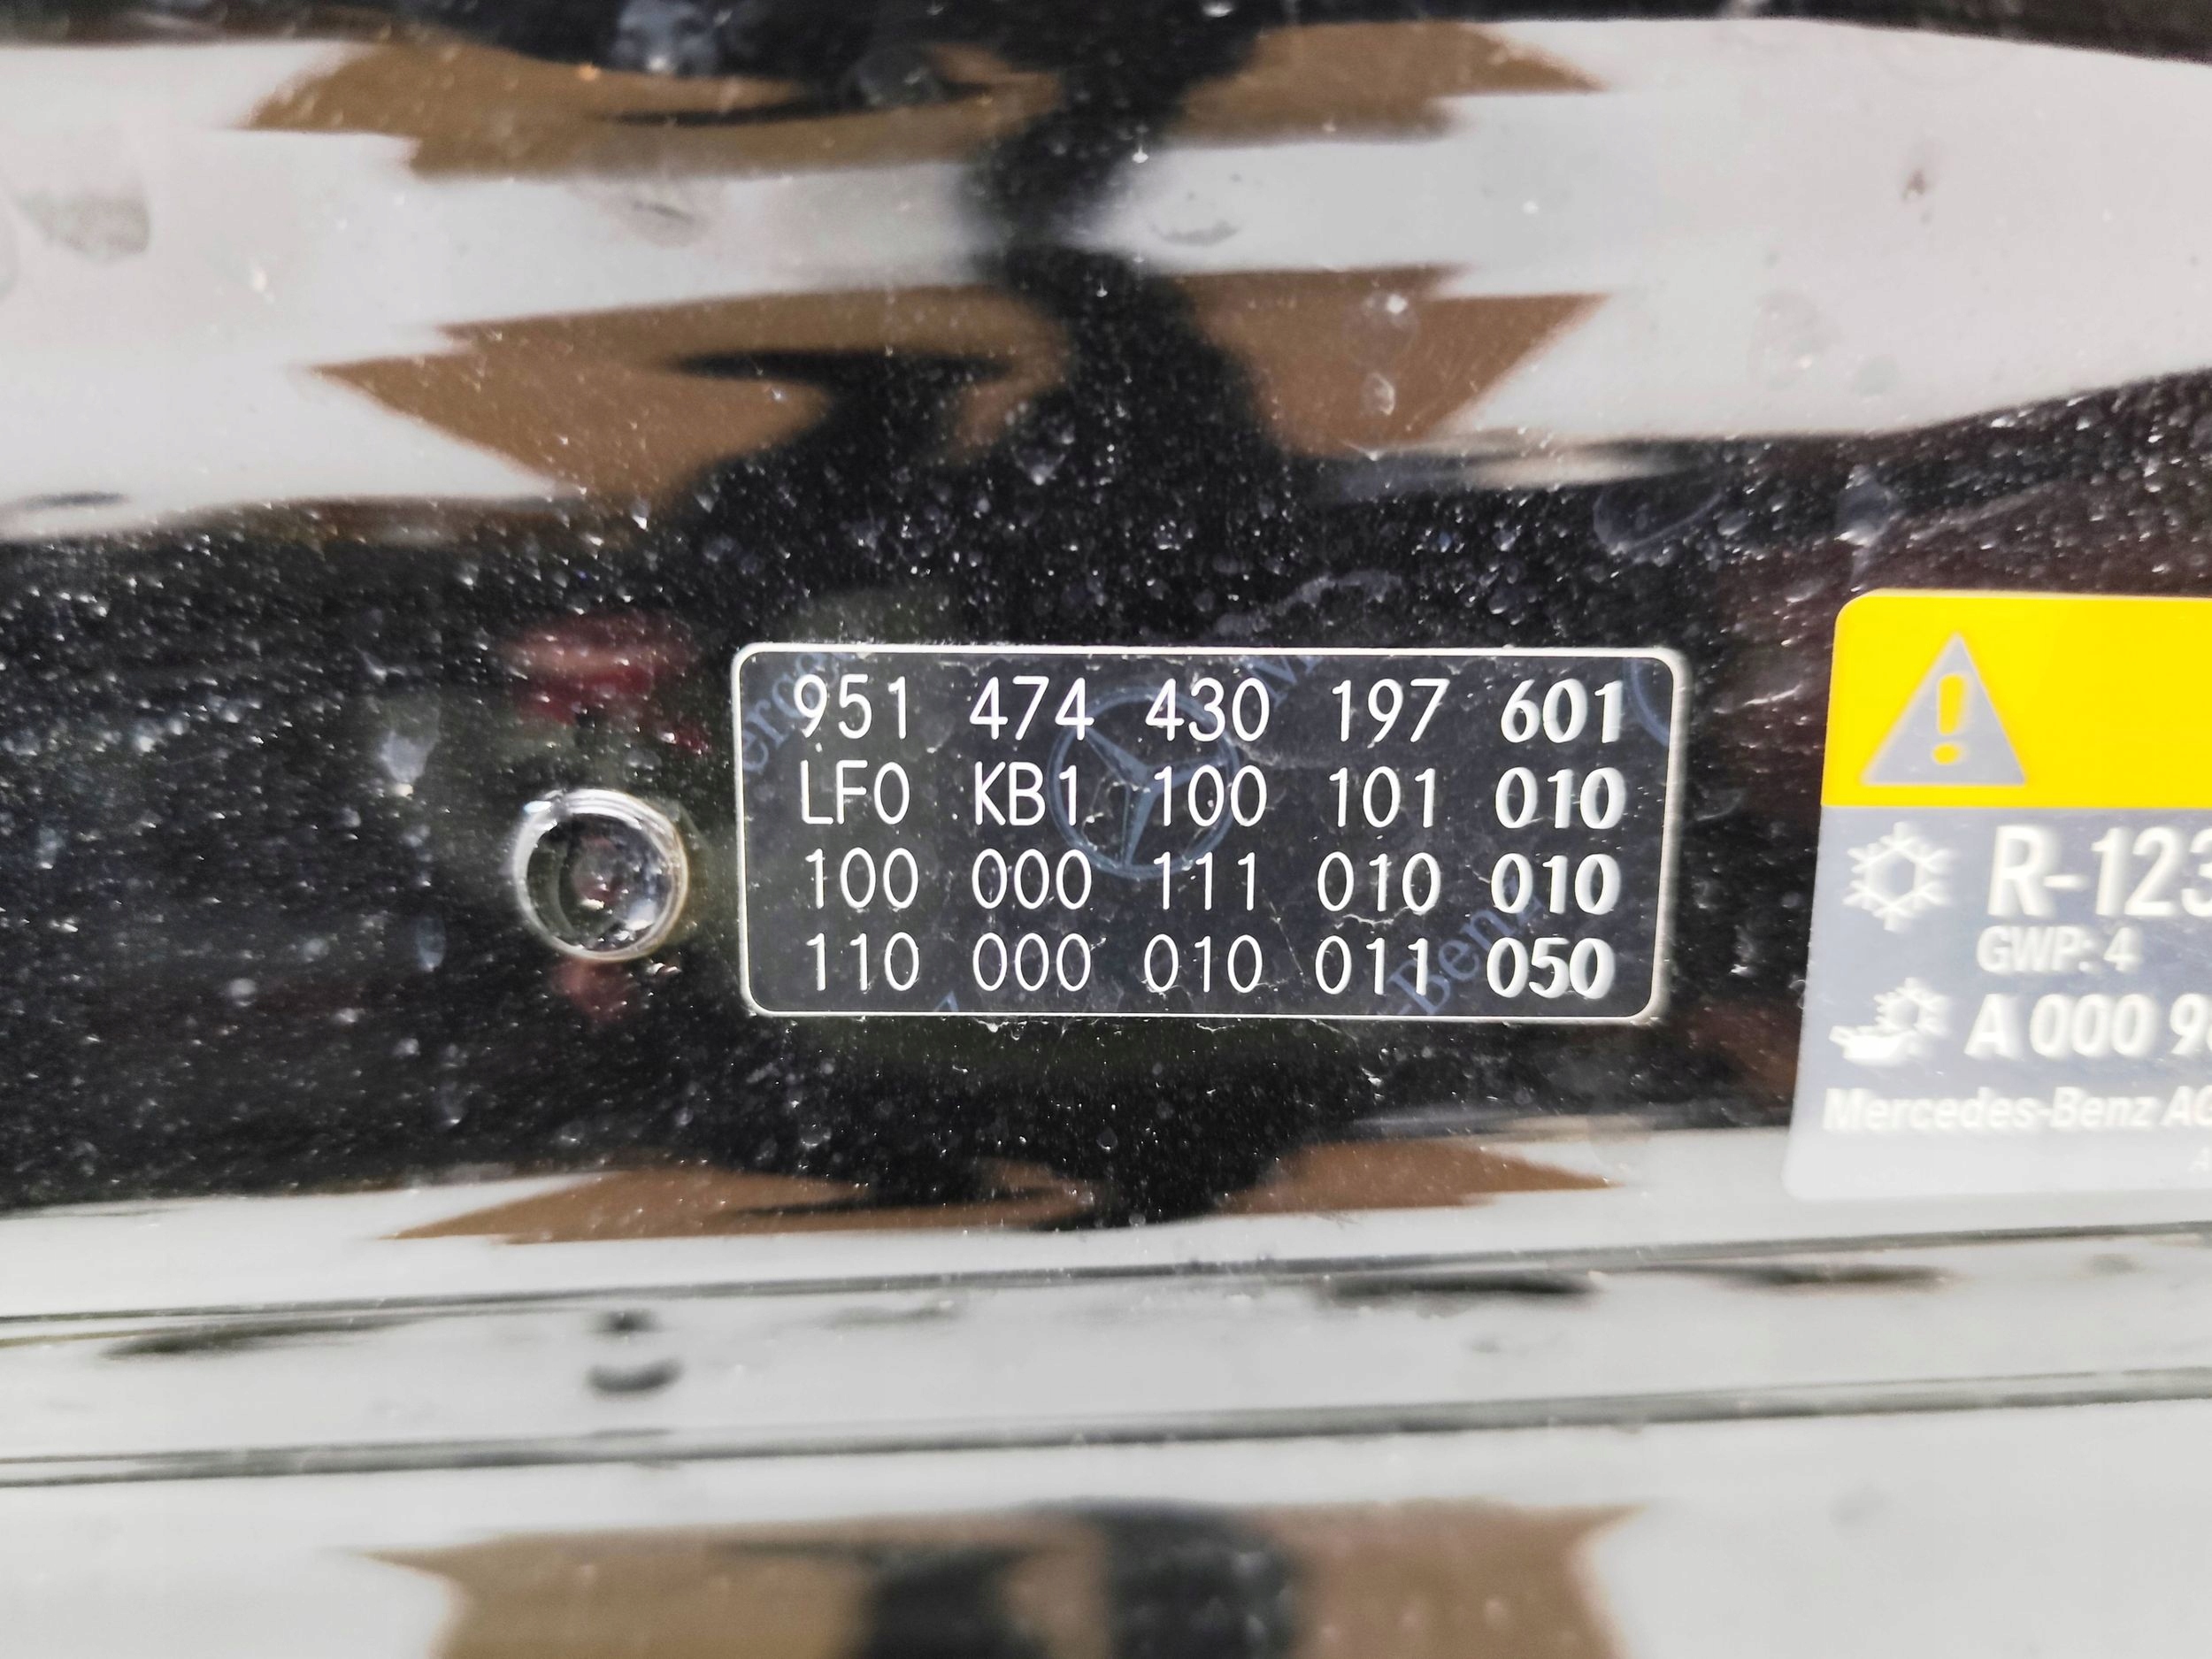 951 474 430 197 601
LF0 KB1 100 101 010
100 000 111 010 010
110 000 010 011 050
R-123
GWP: 4
A 000 9
Mercedes-Benz AG